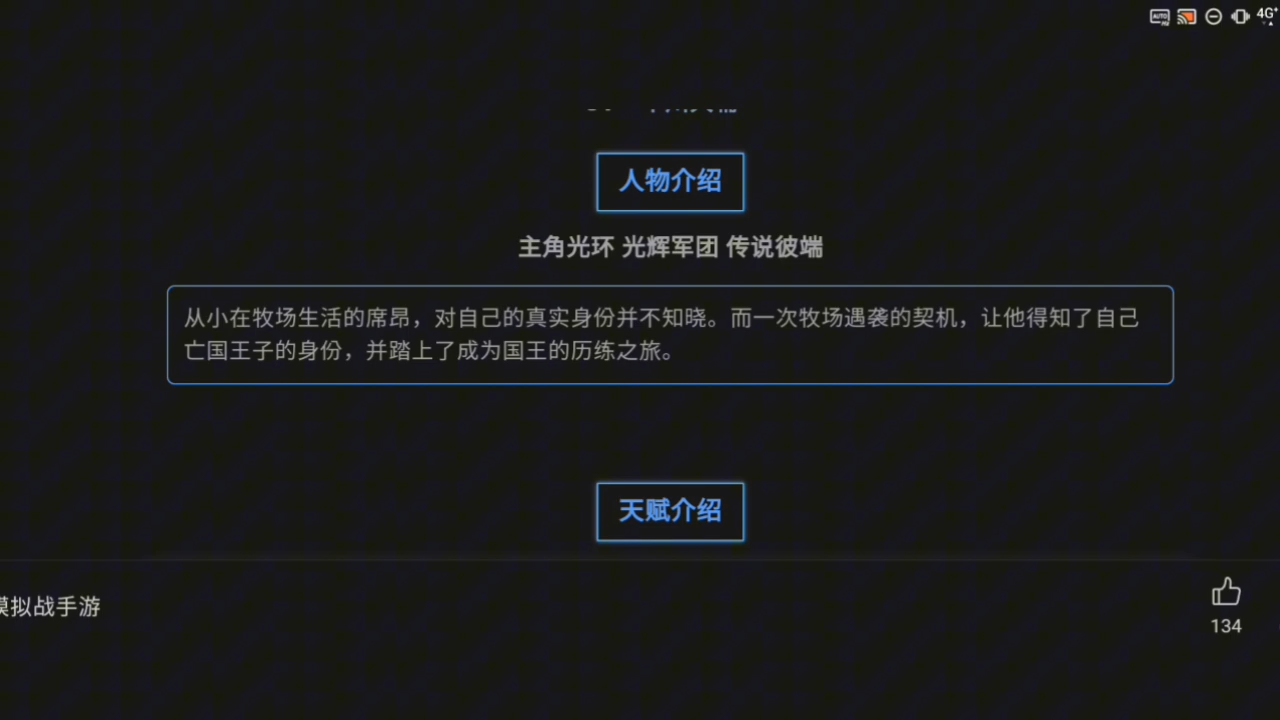 4G+
人物介绍
主角光环 光辉军团 传说彼端
从小在牧场生活的席昂，对自己的真实身份并不知晓。而一次牧场遇袭的契机，让他得知了自己
亡国王子的身份，并踏上了成为国王的历练之旅。
天赋介绍
模拟战手游
134